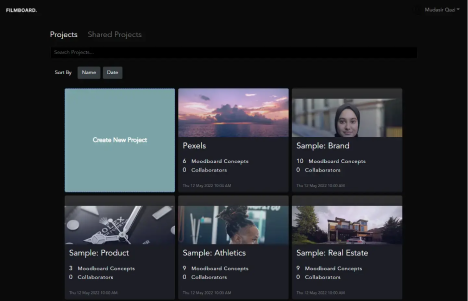 FILMBOARD.
Mudasir Qazi
Projects Shared Projects
Search Projects...
Sort By Name Date
Create New Project
Pexels
6 Moodboard Concepts
0 Collaborators
Thu 12 May 2022 10:04 AM
Sample: Brand
10 Moodboard Concepts
0 Collaborators
Thu 12 May 2022 10:00 AM
Sample: Product
3 Moodboard Concepts
0 Collaborators
Thu 12 May 2022 10:00 AM
Sample: Athletics
9 Moodboard Concepts
0 Collaborators
Thu 12 May 2022 10:00 AM
Sample: Real Estate
9 Moodboard Concepts
0 Collaborators
Thu 12 May 2022 10:00 AM